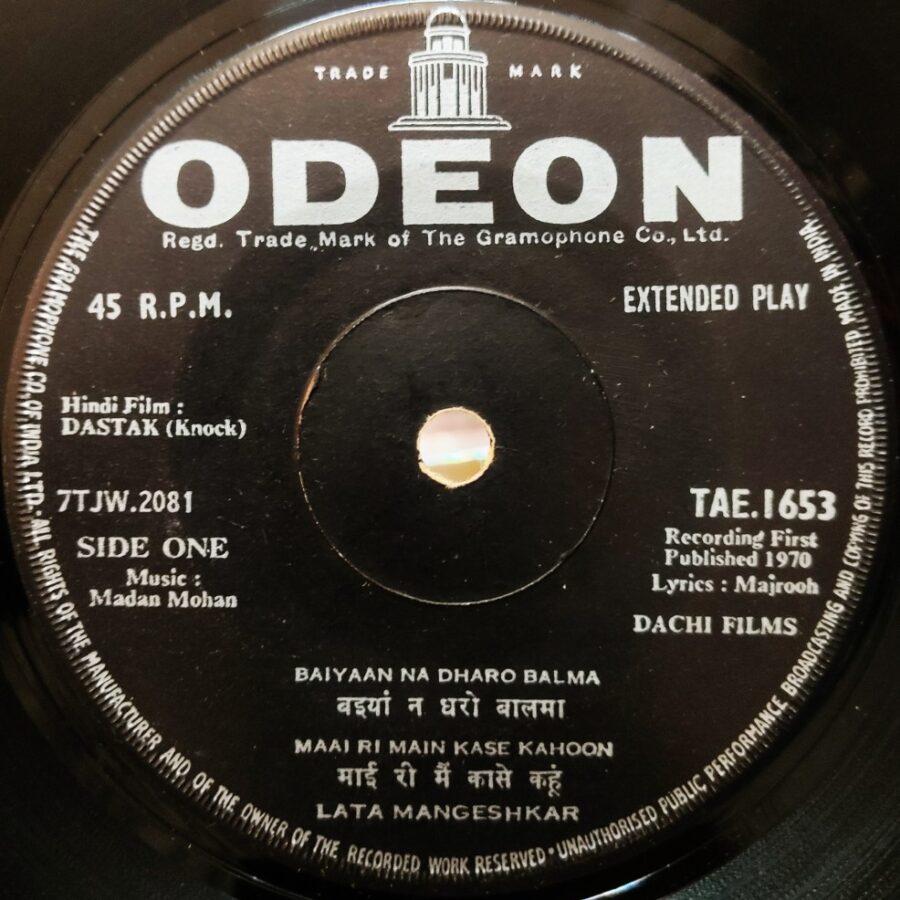 TRADE MARK
ODEON
Regd. Trade Mark of The Gramophone Co., Ltd.
45 R.P.M.
EXTENDED PLAY
Hindi Film :
DASTAK (Knock)
7TJW.2081
SIDE ONE
Music :
Madan Mohan
TAE.1653
Recording First
Published 1970
Lyrics : Majrooh
DACHI FILMS
BAIYAAN NA DHARO BALMA
बइयां न धरो बालमा
MAAI RI MAIN KASE KAHOON
माई री मैं कासे कहूं
LATA MANGESHKAR
THE GRAMOPHONE CO. OF INDIA LTD. ALL RIGHTS OF THE MANUFACTURER AND OF THE OWNER OF THE RECORDED WORK RESERVED • UNAUTHORISED PUBLIC PERFORMANCE BROADCASTING AND COPYING OF THIS RECORD PROHIBITED. MADE IN INDIA.